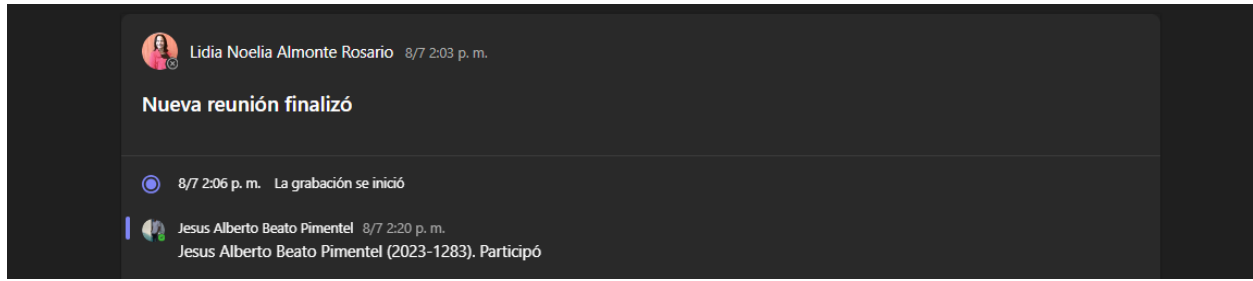 Lidia Noelia Almonte Rosario 8/7 2:03 p. m.
Nueva reunión finalizó
8/7 2:06 p. m. La grabación se inició
Jesus Alberto Beato Pimentel 8/7 2:20 p. m.
Jesus Alberto Beato Pimentel (2023-1283). Participó